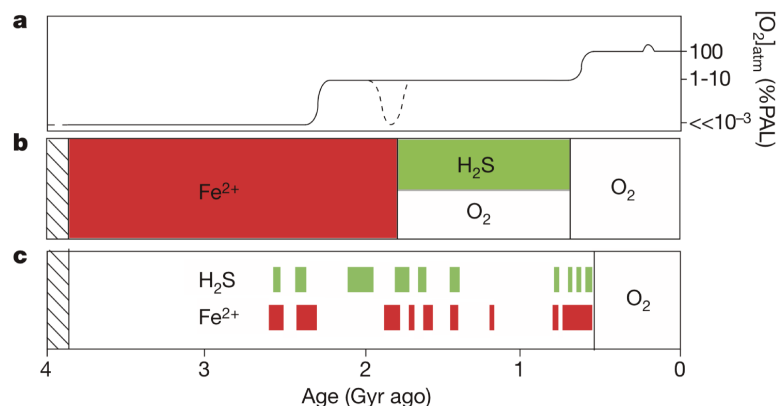 a
100
1-10
<<10⁻³
[O₂]atm (%PAL)
b
Fe²⁺
H₂S
O₂
O₂
c
H₂S
Fe²⁺
O₂
4 3 2 1 0
Age (Gyr ago)